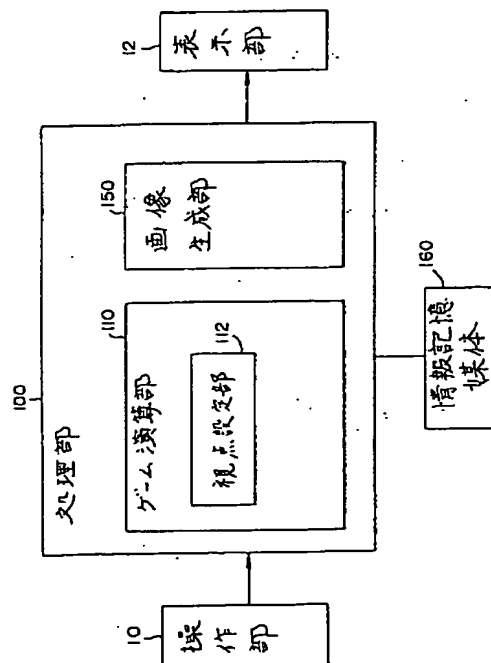 100
処理部
10
操作部
110
ゲーム演算部
112
視点設定部
150
画像
生成部
12
表示部
160
情報記憶
媒体